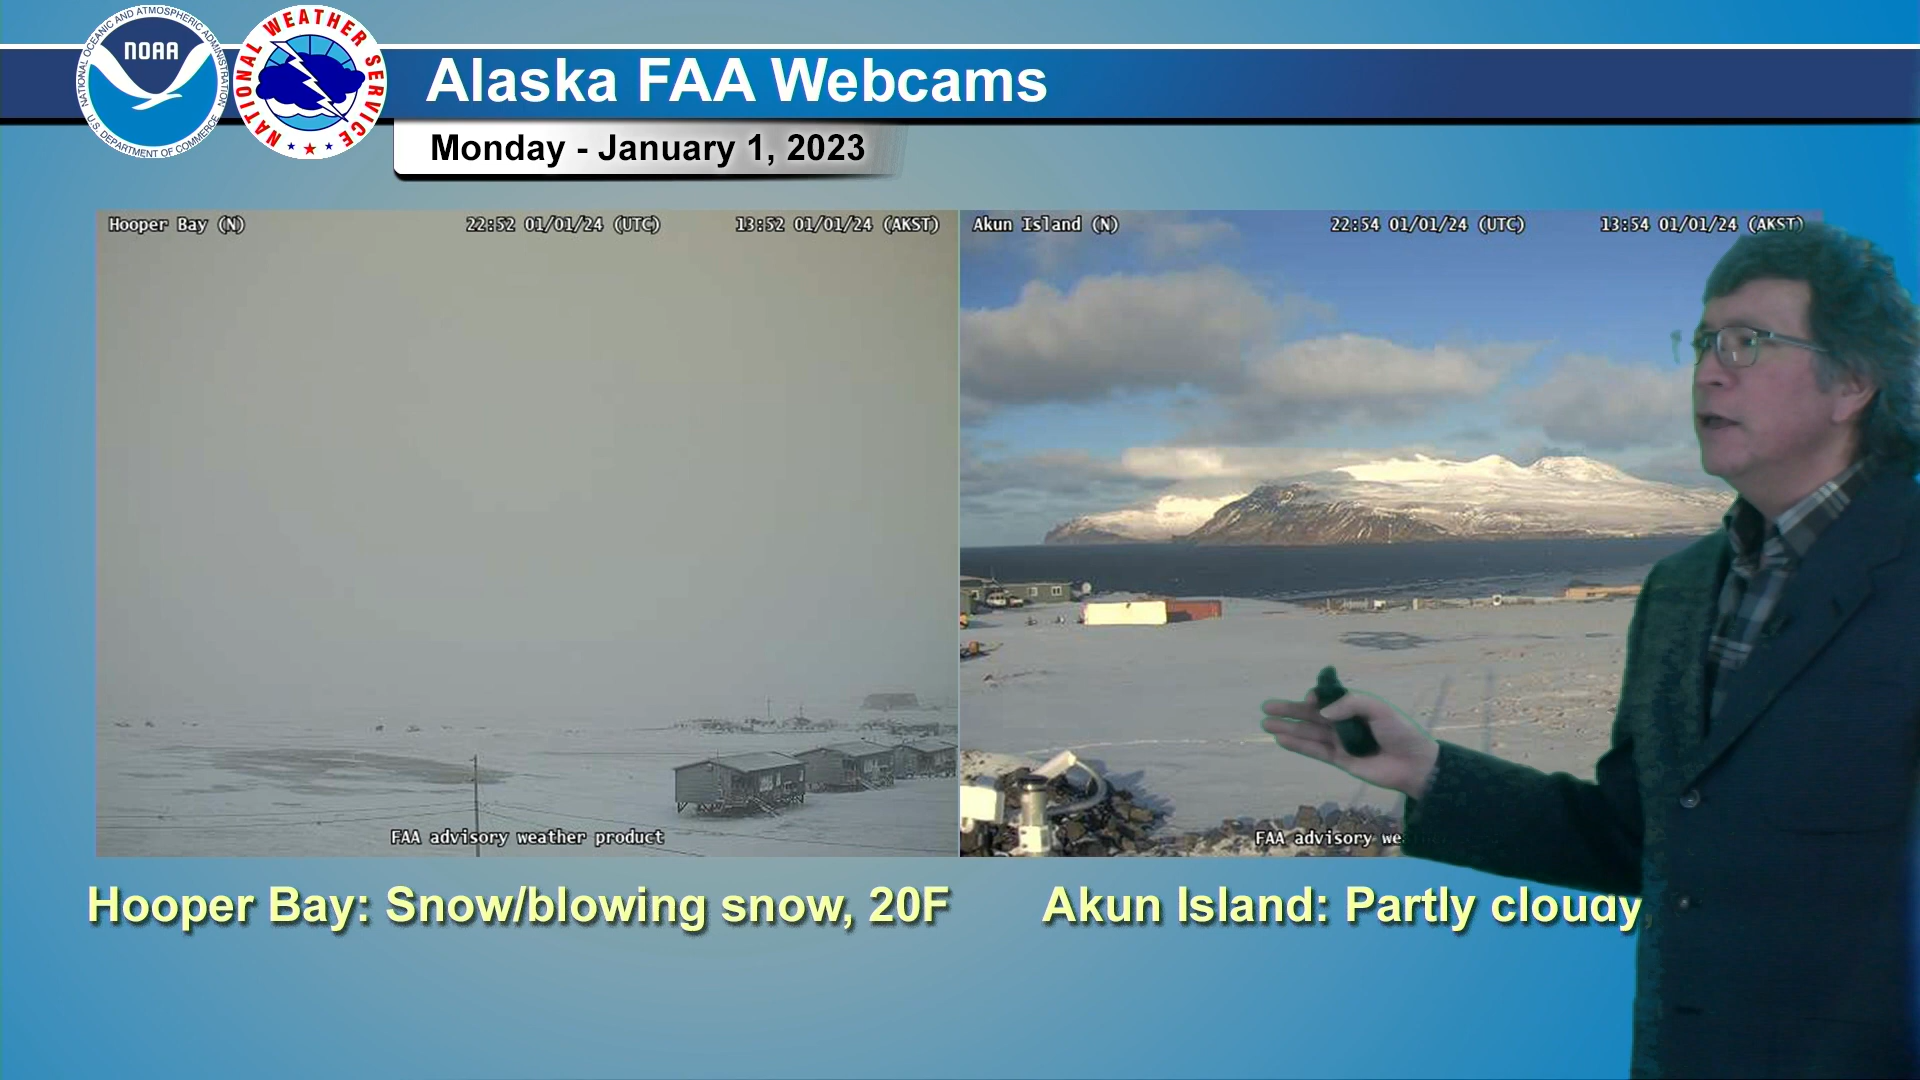 NATIONAL OCEANIC AND ATMOSPHERIC ADMINISTRATION
NOAA
U.S. DEPARTMENT OF COMMERCE
NATIONAL WEATHER SERVICE
Alaska FAA Webcams
Monday - January 1, 2023
Hooper Bay (N) 22:52 01/01/24 (UTC) 13:52 01/01/24 (AKST)
Akun Island (N) 22:54 01/01/24 (UTC) 13:54 01/01/24 (AKST)
FAA advisory weather product
FAA advisory we
Hooper Bay: Snow/blowing snow, 20F
Akun Island: Partly cloudy,